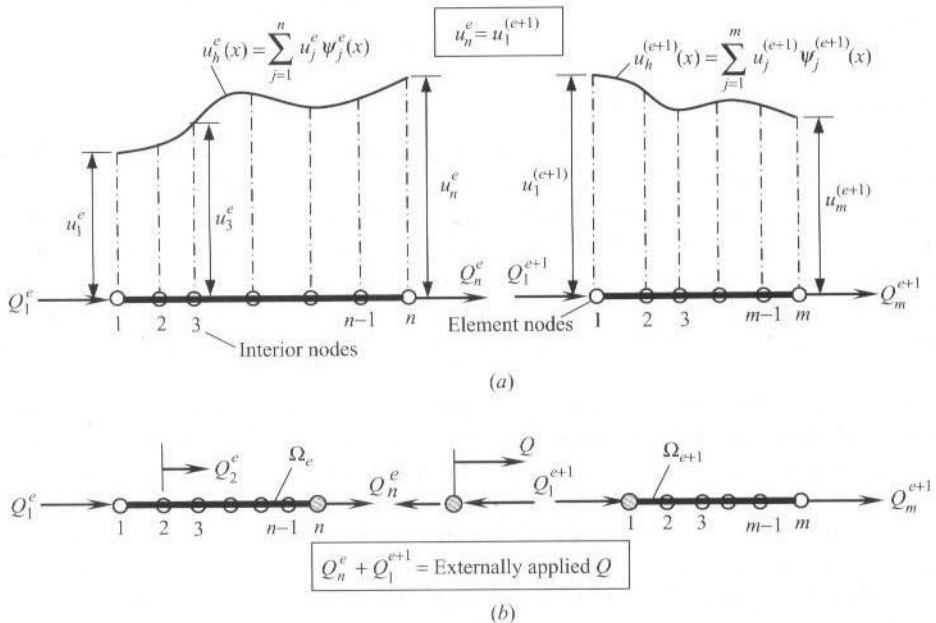 u_h^e(x) = \sum_{j=1}^{n} u_j^e ψ_j^e(x)
u_n^e = u_1^{(e+1)}
u_h^{(e+1)}(x) = \sum_{j=1}^{m} u_j^{(e+1)} ψ_j^{(e+1)}(x)
u_1^e
u_3^e
u_n^e
u_1^{(e+1)}
u_m^{(e+1)}
Q_1^e
Q_n^e
Q_1^{e+1}
Q_m^{e+1}
1 2 3 n−1 n
Element nodes
1 2 3 m−1 m
Interior nodes
(a)
Q_1^e
Q_2^e
Ω_e
Q_n^e
Q
Q_1^{e+1}
Ω_{e+1}
Q_m^{e+1}
1 2 3 n−1 n
1 2 3 m−1 m
Q_n^e + Q_1^{e+1} = Externally applied Q
(b)